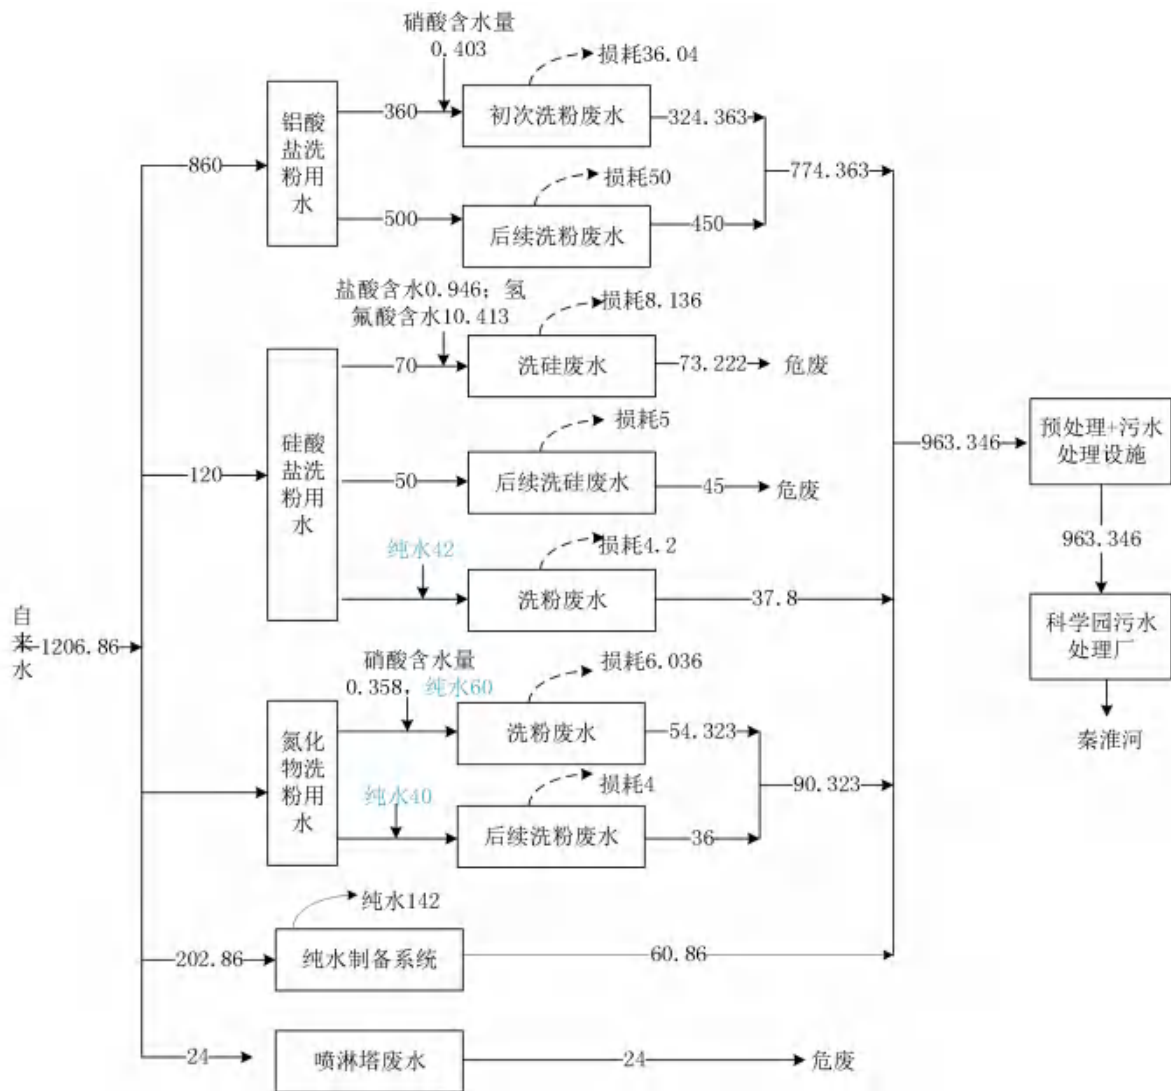 硝酸含水量
0.403
损耗36.04
铝酸
盐洗
粉用
水
360
初次洗粉废水
324.363
860
774.363
损耗50
500
后续洗粉废水
450
盐酸含水0.946；氢
氟酸含水10.413
损耗8.136
70
洗硅废水
73.222
危废
硅酸
盐洗
粉用
水
120
损耗5
50
后续洗硅废水
45
危废
963.346
预处理+污水
处理设施
963.346
纯水42
损耗4.2
洗粉废水
37.8
科学园污水
处理厂
秦淮河
自
来
水
1206.86
硝酸含水量
0.358，纯水60
损耗6.036
氮化
物洗
粉用
水
洗粉废水
54.323
90.323
纯水40
损耗4
后续洗粉废水
36
纯水142
202.86
纯水制备系统
60.86
24
喷淋塔废水
24
危废